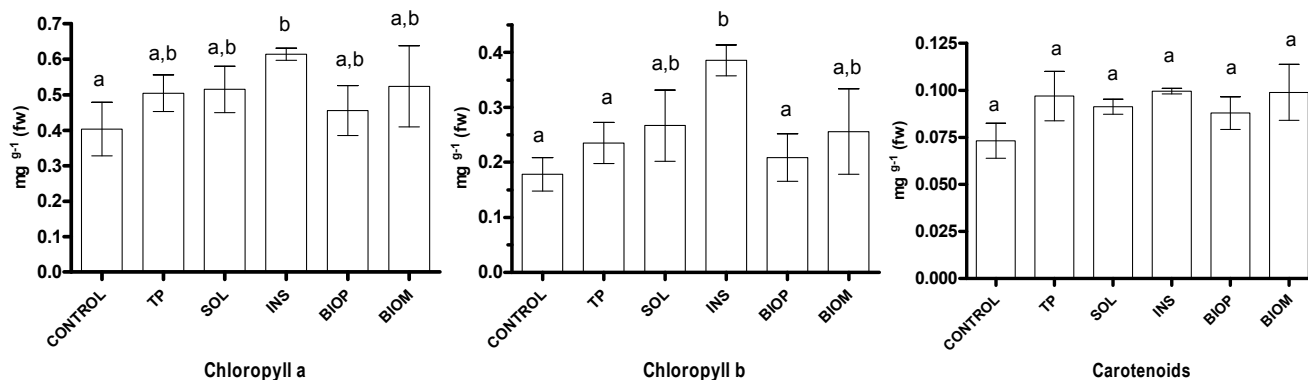 0.7
0.6
0.5
0.4
0.3
0.2
0.1
0.0
mg g-1 (fw)
a
a,b
a,b
b
a,b
a,b
CONTROL
TP
SOL
INS
BIOP
BIOM
Chloropyll a
0.4
0.3
0.2
0.1
0.0
mg g-1 (fw)
a
a
a,b
b
a
a,b
CONTROL
TP
SOL
INS
BIOP
BIOM
Chloropyll b
0.125
0.100
0.075
0.050
0.025
0.000
mg g-1 (fw)
a
a
a
a
a
a
CONTROL
TP
SOL
INS
BIOP
BIOM
Carotenoids